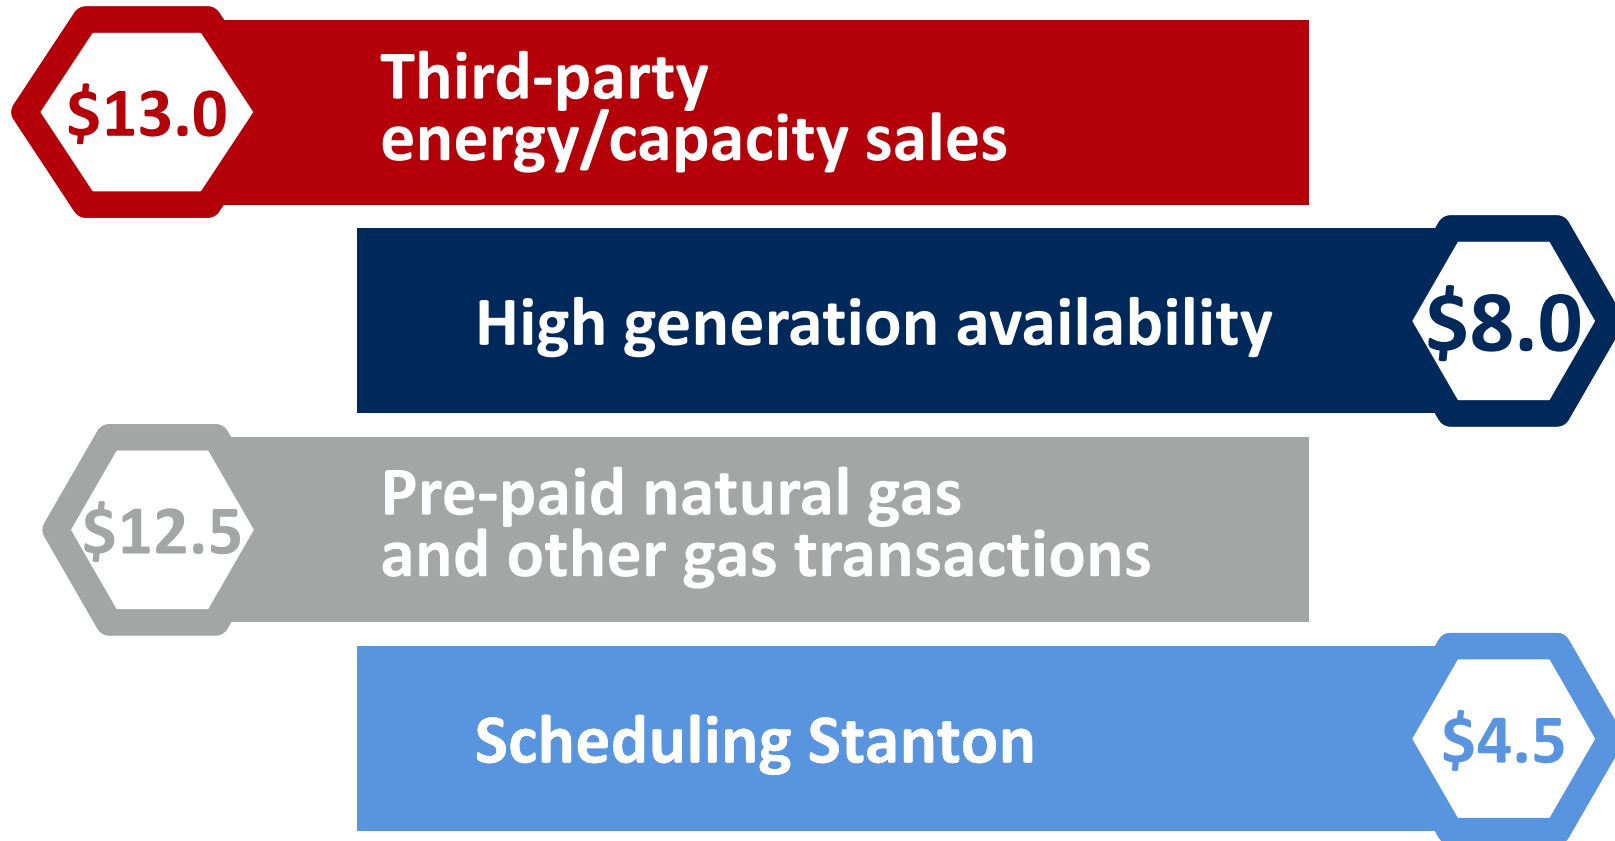 $13.0
Third-party
energy/capacity sales
High generation availability
$8.0
$12.5
Pre-paid natural gas
and other gas transactions
Scheduling Stanton
$4.5